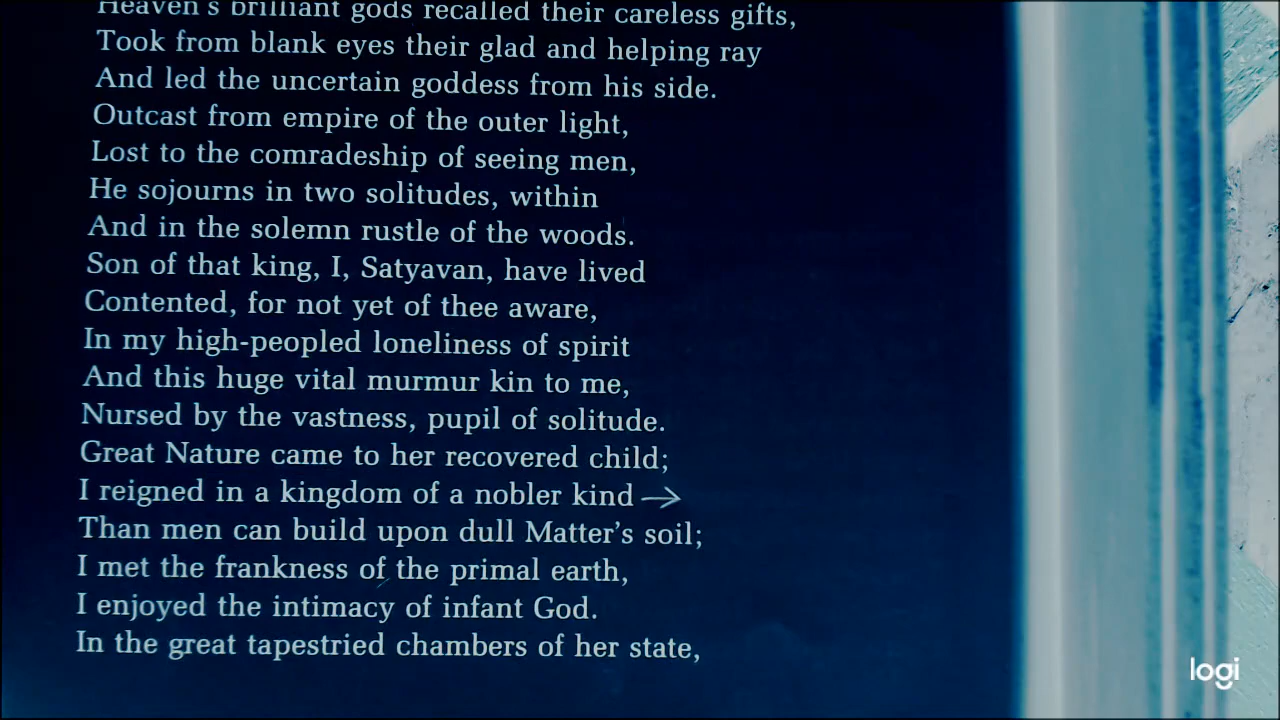 Heaven's brilliant gods recalled their careless gifts,
Took from blank eyes their glad and helping ray
And led the uncertain goddess from his side.
Outcast from empire of the outer light,
Lost to the comradeship of seeing men,
He sojourns in two solitudes, within
And in the solemn rustle of the woods.
Son of that king, I, Satyavan, have lived
Contented, for not yet of thee aware,
In my high-peopled loneliness of spirit
And this huge vital murmur kin to me,
Nursed by the vastness, pupil of solitude.
Great Nature came to her recovered child;
I reigned in a kingdom of a nobler kind →
Than men can build upon dull Matter's soil;
I met the frankness of the primal earth,
I enjoyed the intimacy of infant God.
In the great tapestried chambers of her state,
logi